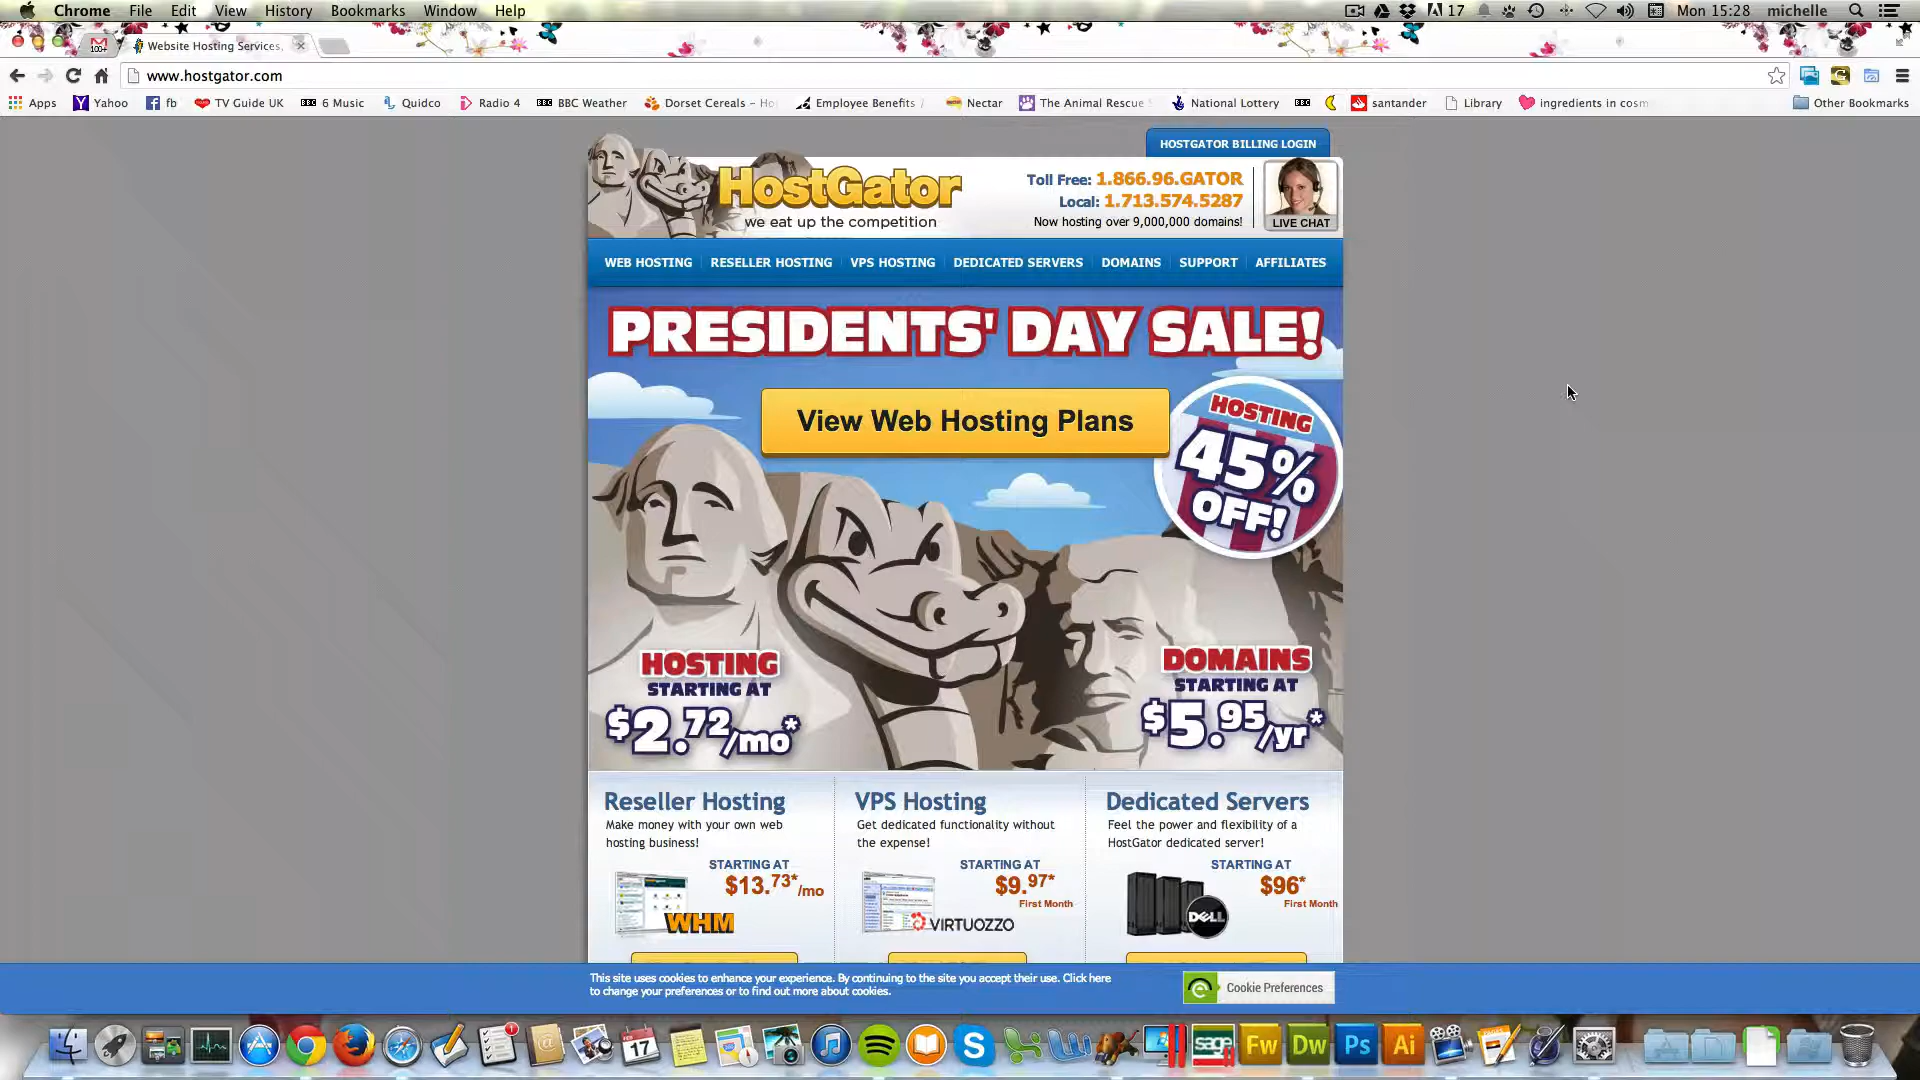 Chrome File Edit View History Bookmarks Window Help
17 Mon 15:28 michelle
100+ Website Hosting Services,
www.hostgator.com
Apps Yahoo fb TV Guide UK BBC 6 Music Quidco Radio 4 BBC BBC Weather Dorset Cereals – Ho Employee Benefits / Nectar The Animal Rescue National Lottery BBC santander Library ingredients in cosm Other Bookmarks
HOSTGATOR BILLING LOGIN
HostGator
we eat up the competition
Toll Free: 1.866.96.GATOR
Local: 1.713.574.5287
Now hosting over 9,000,000 domains!
LIVE CHAT
WEB HOSTING RESELLER HOSTING VPS HOSTING DEDICATED SERVERS DOMAINS SUPPORT AFFILIATES
PRESIDENTS' DAY SALE!
View Web Hosting Plans
HOSTING
45%
OFF!
HOSTING
STARTING AT
$2.72/mo*
DOMAINS
STARTING AT
$5.95/yr*
Reseller Hosting
Make money with your own web
hosting business!
STARTING AT
$13.73*/mo
WHM
VPS Hosting
Get dedicated functionality without
the expense!
STARTING AT
$9.97*
First Month
VIRTUOZZO
Dedicated Servers
Feel the power and flexibility of a
HostGator dedicated server!
STARTING AT
$96*
First Month
DELL
This site uses cookies to enhance your experience. By continuing to the site you accept their use. Click here
to change your preferences or to find out more about cookies.
Cookie Preferences
1 17 sage Fw Dw Ps Ai